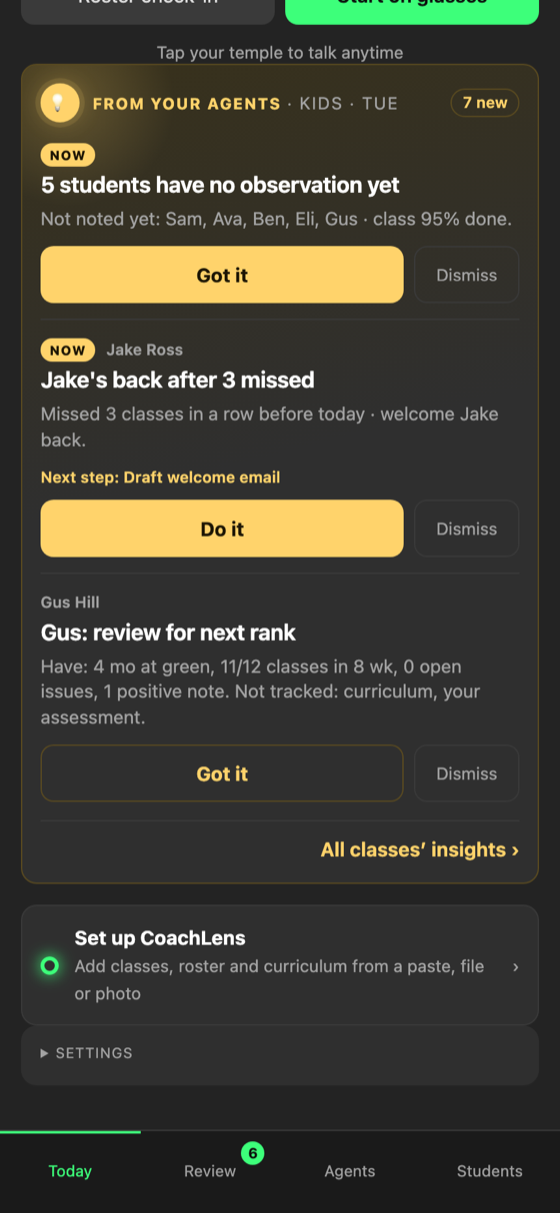 Start on glasses
Tap your temple to talk anytime
FROM YOUR AGENTS · KIDS · TUE
7 new
NOW
5 students have no observation yet
Not noted yet: Sam, Ava, Ben, Eli, Gus · class 95% done.
Got it
Dismiss
NOW
Jake Ross
Jake's back after 3 missed
Missed 3 classes in a row before today · welcome Jake
back.
Next step: Draft welcome email
Do it
Dismiss
Gus Hill
Gus: review for next rank
Have: 4 mo at green, 11/12 classes in 8 wk, 0 open
issues, 1 positive note. Not tracked: curriculum, your
assessment.
Got it
Dismiss
All classes’ insights ›
Set up CoachLens
Add classes, roster and curriculum from a paste, file
or photo
›
SETTINGS
Today
Review
6
Agents
Students